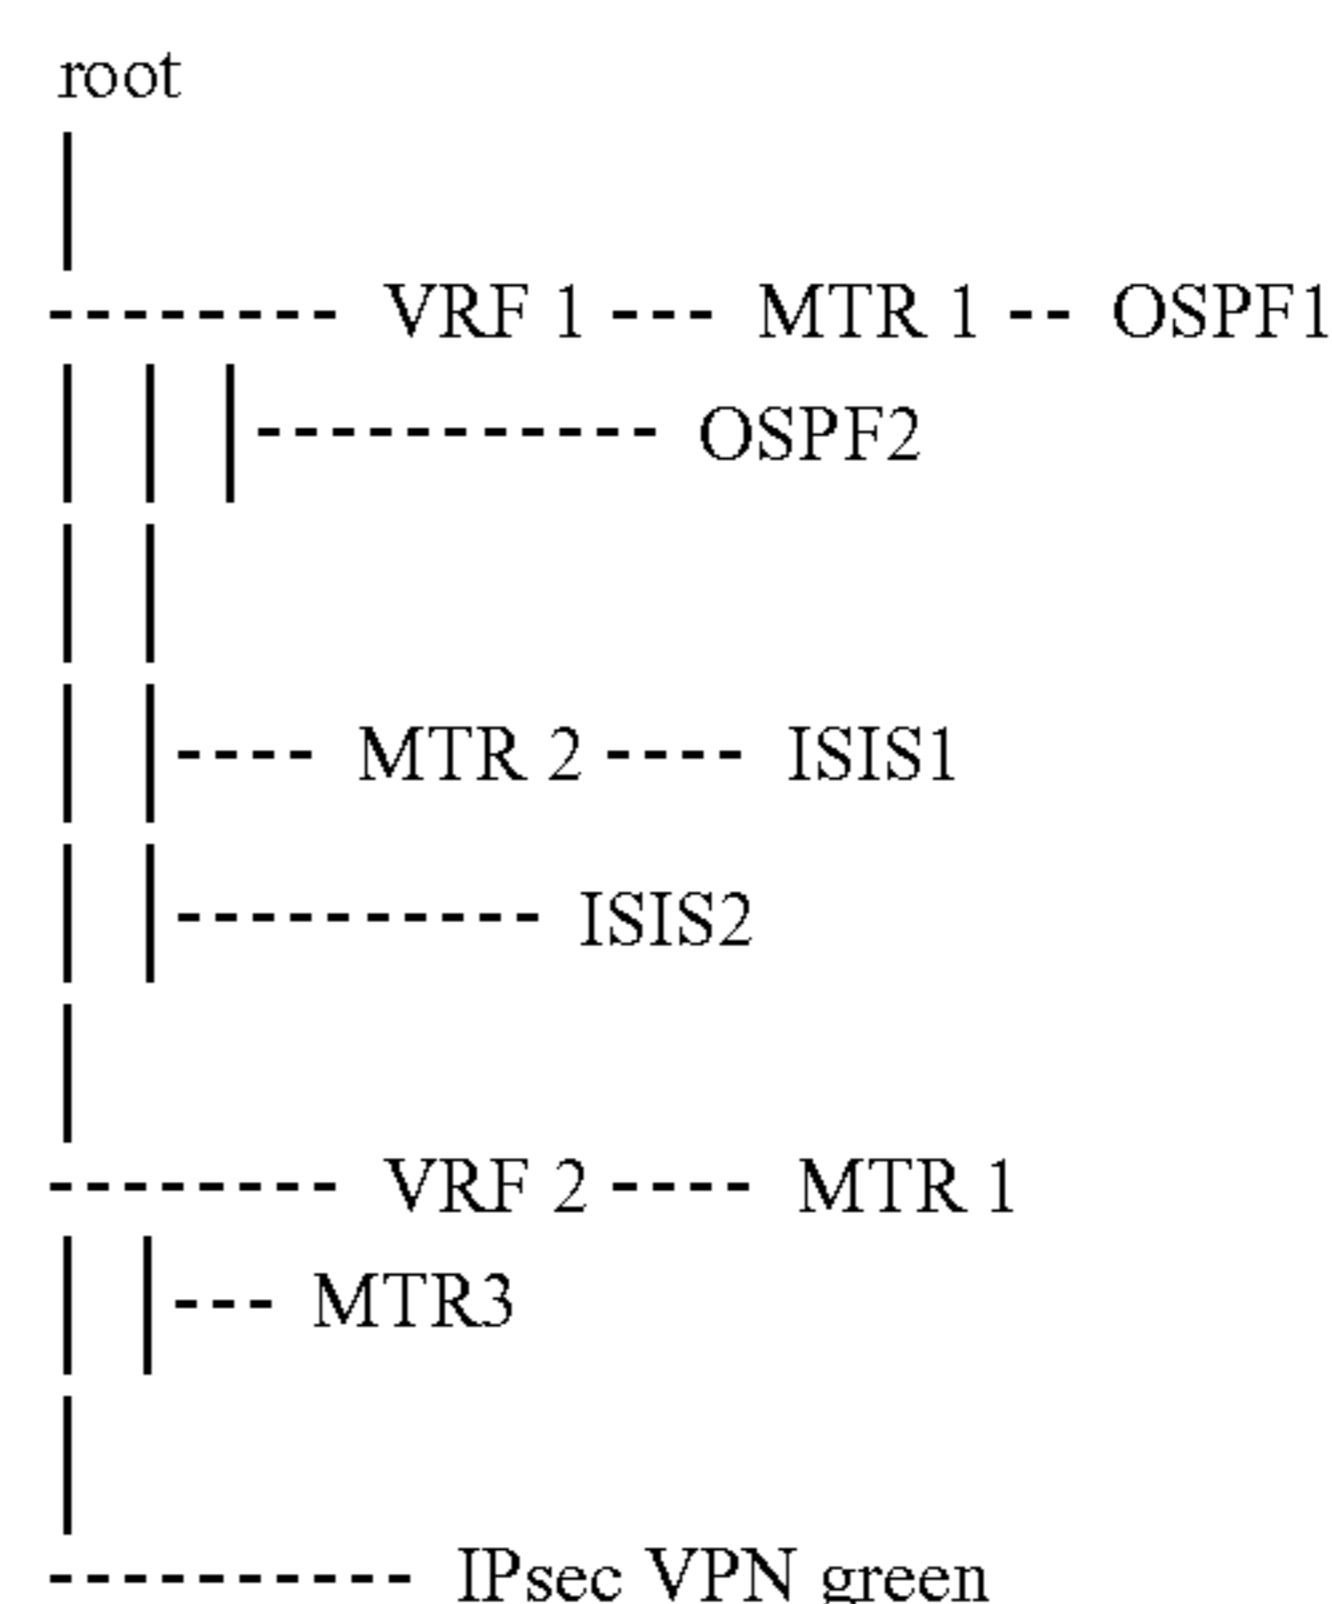 root
|
-------- VRF 1 --- MTR 1 -- OSPF1
| | |----------- OSPF2
| |
| |---- MTR 2 ---- ISIS1
| |---------- ISIS2
|
-------- VRF 2 ---- MTR 1
| |--- MTR3
|
---------- IPsec VPN green